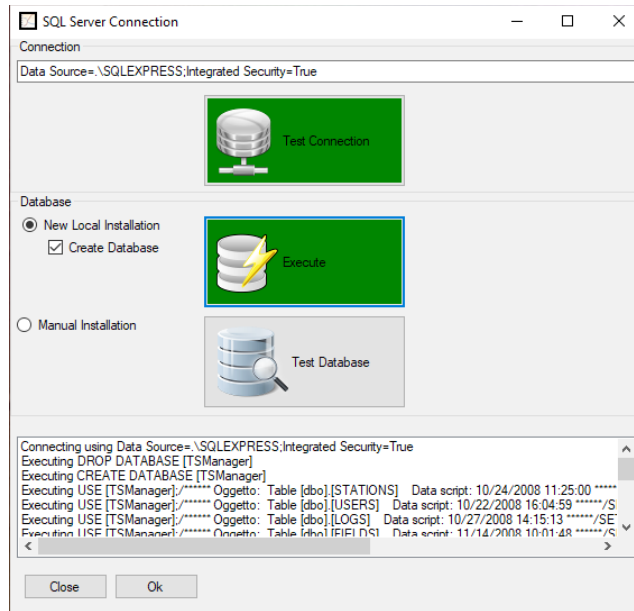 SQL Server Connection
Connection
Data Source=.\SQLEXPRESS;Integrated Security=True
Test Connection
Database
New Local Installation
Create Database
Execute
Manual Installation
Test Database
Connecting using Data Source=.\SQLEXPRESS;Integrated Security=True
Executing DROP DATABASE [TSManager]
Executing CREATE DATABASE [TSManager]
Executing USE [TSManager];/****** Oggetto: Table [dbo].[STATIONS] Data script: 10/24/2008 11:25:00 *****
Executing USE [TSManager];/****** Oggetto: Table [dbo].[USERS] Data script: 10/22/2008 16:04:59 ******/SI
Executing USE [TSManager];/****** Oggetto: Table [dbo].[LOGS] Data script: 10/27/2008 14:15:13 ******/SE
Executing USE [TSManager];/****** Oggetto: Table [dbo].[FIELDS] Data script: 11/14/2008 10:01:48 ******/S
Close Ok